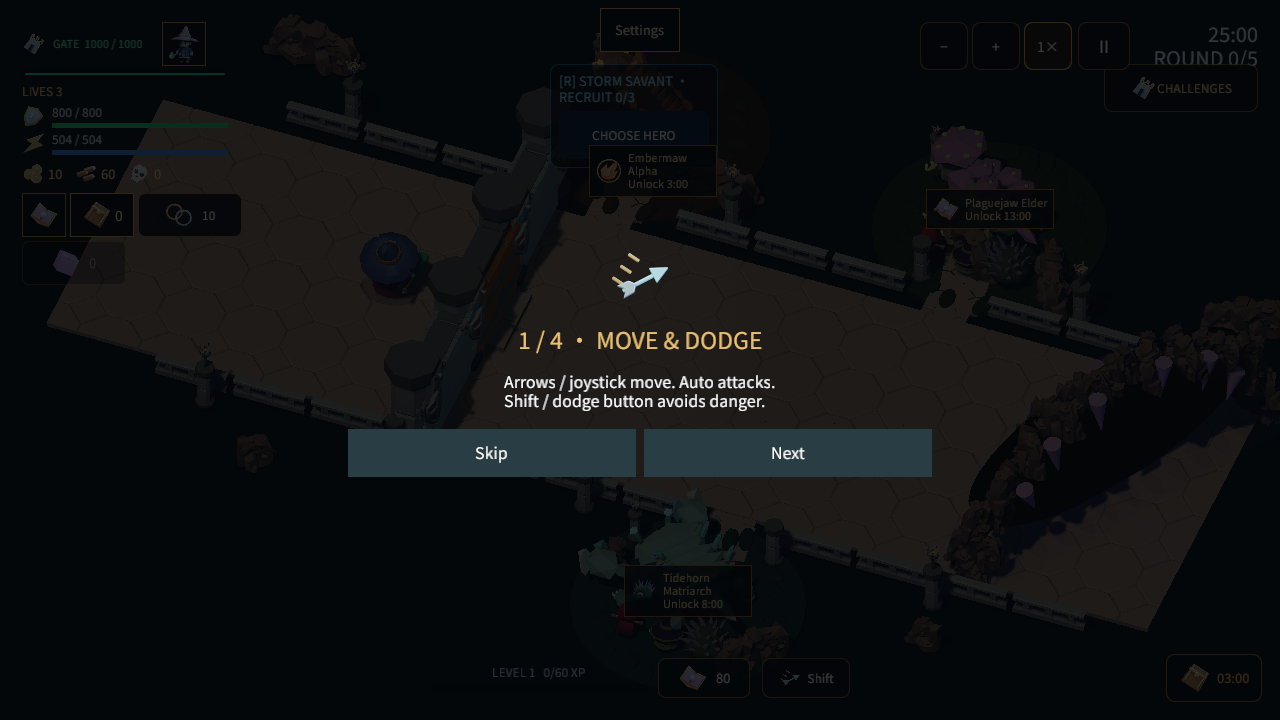 GATE 1000 / 1000
Settings
−
+
1×
25:00
ROUND 0/5
LIVES 3
800 / 800
504 / 504
10
60
0
0
10
0
[R] STORM SAVANT •
RECRUIT 0/3
CHOOSE HERO
CHALLENGES
Embermaw
Alpha
Unlock 3:00
Plaguejaw Elder
Unlock 13:00
1 / 4 • MOVE & DODGE
Arrows / joystick move. Auto attacks.
Shift / dodge button avoids danger.
Skip
Next
Tidehorn
Matriarch
Unlock 8:00
LEVEL 1 0/60 XP
80
Shift
03:00